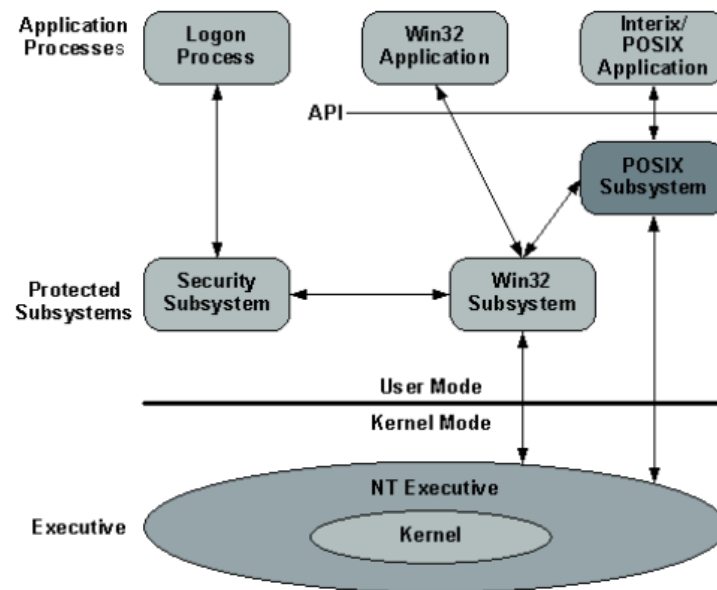 Application
Processes
Logon
Process
Win32
Application
Interix/
POSIX
Application
API
POSIX
Subsystem
Protected
Subsystems
Security
Subsystem
Win32
Subsystem
User Mode
Kernel Mode
NT Executive
Executive
Kernel